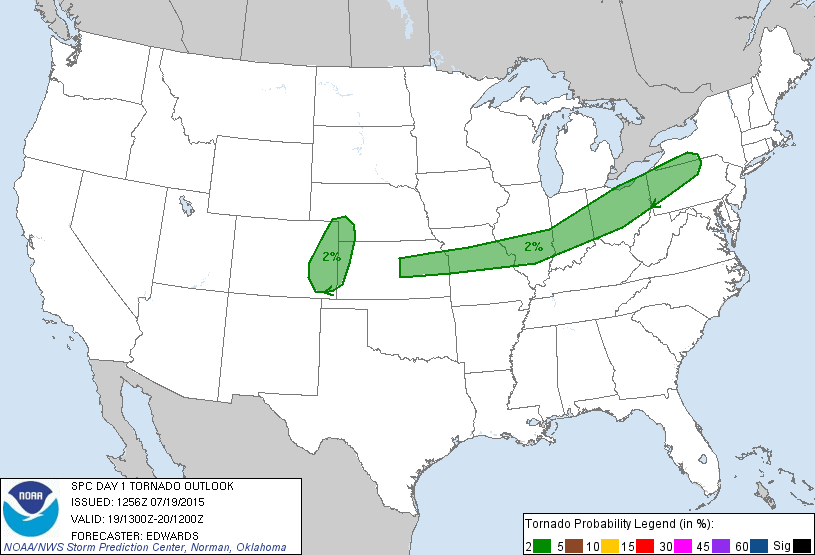 2%
2%
NOAA
SPC DAY 1 TORNADO OUTLOOK
ISSUED: 1256Z 07/19/2015
VALID: 19/1300Z-20/1200Z
FORECASTER: EDWARDS
NOAA/NWS Storm Prediction Center, Norman, Oklahoma
Tornado Probability Legend (in %):
2 5 10 15 30 45 60 Sig